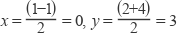 x = (1–1)/2 = 0, y = (2+4)/2 = 3